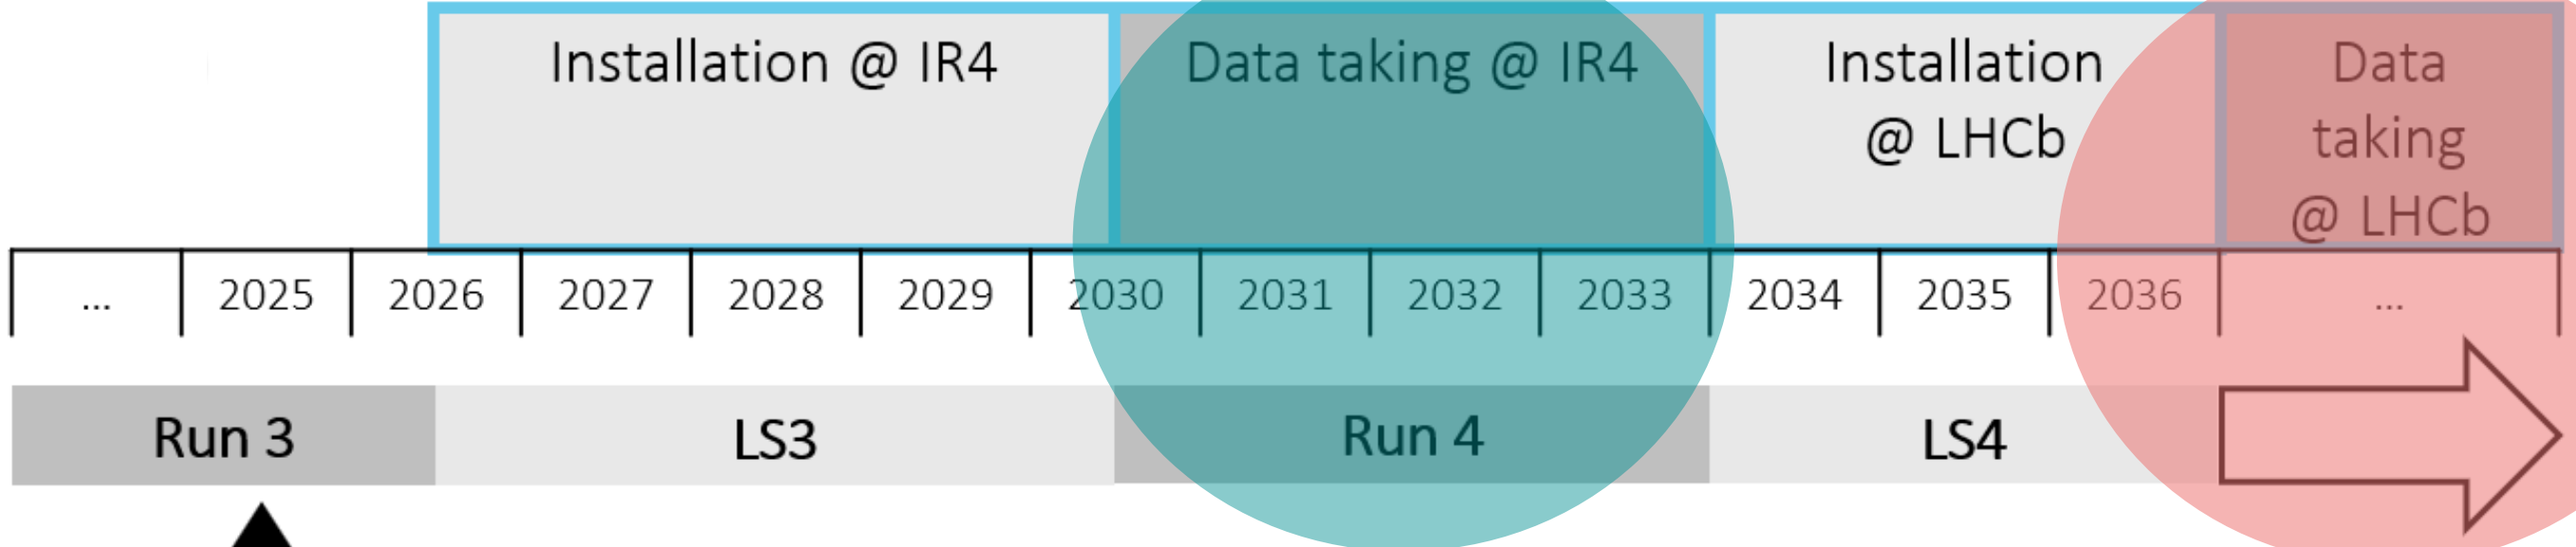 Installation @ IR4
Data taking @ IR4
Installation
@ LHCb
Data
taking
@ LHCb
... 2025 2026 2027 2028 2029 2030 2031 2032 2033 2034 2035 2036 ...
Run 3 LS3 Run 4 LS4